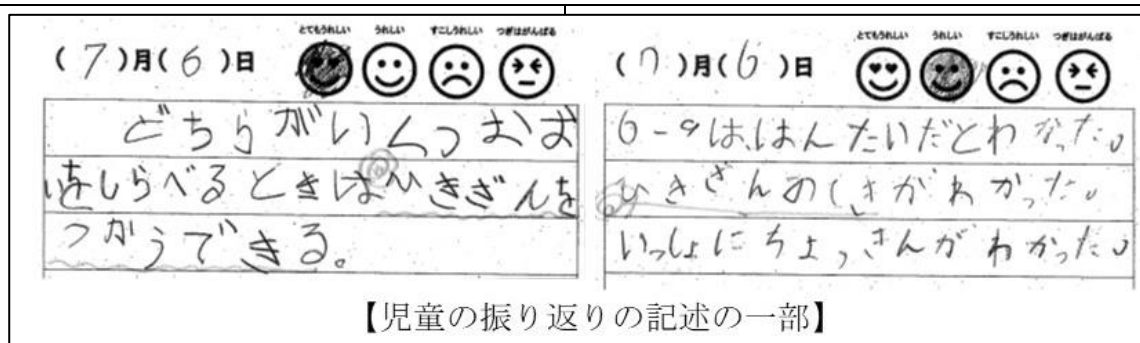 とてもうれしい うれしい すこしうれしい つぎはがんばる
(7)月(6)日
どちらがいくつおお
いをしらべるときはひきざんを
つかうできる。
とてもうれしい うれしい すこしうれしい つぎはがんばる
(7)月(6)日
6-9は、はんたいだとわかった。
ひきざんのしきがわかった。
いっしょにちょっさんがわかった。
【児童の振り返りの記述の一部】